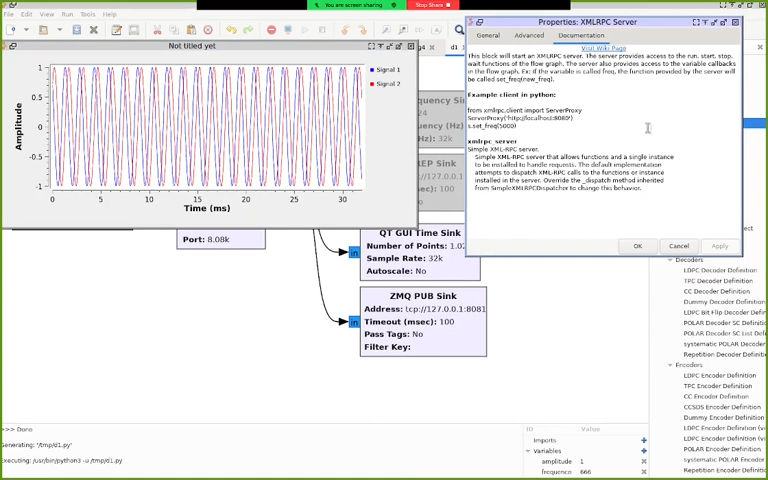 You are screen sharing
Stop Share
File Edit View Run Tools Help
Not titled yet
Amplitude
1
0.5
0
-0.5
-1
0 5 10 15 20 25 30
Time (ms)
Signal 1
Signal 2
d1
Properties: XMLRPC Server
General Advanced Documentation
Visit Wiki Page
This block will start an XMLRPC server. The server provides access to the run, start, stop,
wait functions of the flow graph. The server also provides access to the variable callbacks
in the flow graph. Ex: if the variable is called freq, the function provided by the server will
be called set_freq(new_freq).
Example client in python:
from xmlrpc.client import ServerProxy
ServerProxy('http://localhost:8080')
s.set_freq(5000)
xmlrpc_server
Simple XML-RPC server.
Simple XML-RPC server that allows functions and a single instance
to be installed to handle requests. The default implementation
attempts to dispatch XML-RPC calls to the functions or instance
installed in the server. Override the _dispatch method inherited
from SimpleXMLRPCDispatcher to change this behavior.
OK Cancel Apply
(Hz): 32k
Sink
100
Port: 8.08k
QT GUI Time Sink
Number of Points: 1.02
Sample Rate: 32k
Autoscale: No
in
ZMQ PUB Sink
Address: tcp://127.0.0.1:8081
Timeout (msec): 100
Pass Tags: No
Filter Key:
in
Decoders
LDPC Decoder Definition
TPC Decoder Definition
CC Decoder Definition
Dummy Decoder Definition
LDPC Bit Flip Decoder Def
POLAR Decoder SC Definition
POLAR Decoder SC List Def
systematic POLAR Decoder
Repetition Decoder Definition
Encoders
LDPC Encoder Definition
TPC Encoder Definition
CC Encoder Definition
CCSDS Encoder Definition
Dummy Encoder Definition
LDPC Encoder Definition (v
LDPC Encoder Definition (v
POLAR Encoder Definition
systematic POLAR Encoder
Repetition Encoder Definition
>>> Done
Generating: '/tmp/d1.py'
Executing: /usr/bin/python3 -u /tmp/d1.py
ID Value
Imports
Variables
amplitude 1
frequence 666